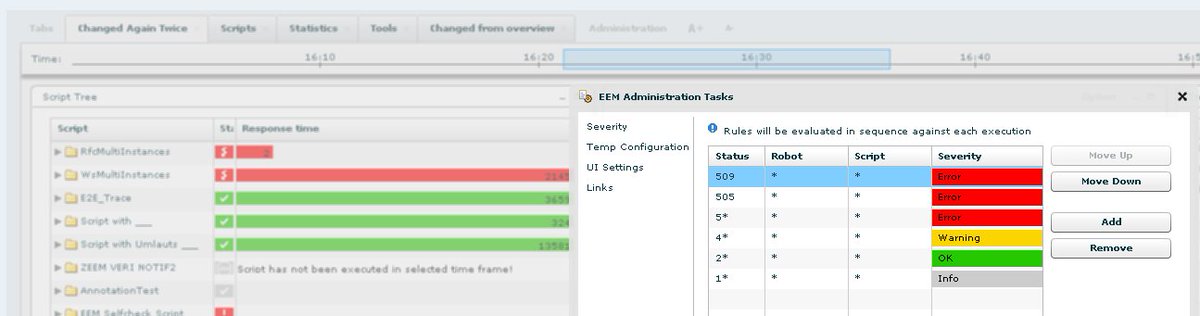 Tabs Changed Again Twice Scripts Statistics Tools Changed from overview Administration A+ A-
Time: 16:10 16:20 16:30 16:40
Script Tree
Script Response time
RfcMultiInstances 2
WsMultiInstances 2145
E2E_Trace 3659
Script with ___ 324
Script with Umlauts ___ 13581
ZEEM VERI NOTIF2 Script has not been executed in selected time frame!
AnnotationTest
EEM Selfcheck Script
EEM Administration Tasks
Severity
Temp Configuration
UI Settings
Links
Rules will be evaluated in sequence against each execution
Status Robot Script Severity
509 * * Error
505 * * Error
5* * * Error
4* * * Warning
2* * * OK
1* * * Info
Move Up
Move Down
Add
Remove